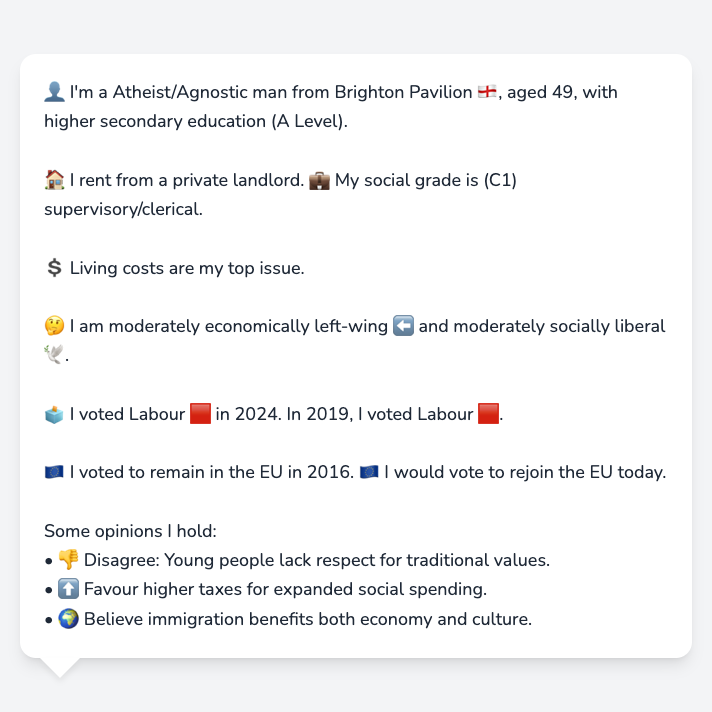 👤 I'm a Atheist/Agnostic man from Brighton Pavilion 🏴󠁧󠁢󠁥󠁮󠁧󠁿, aged 49, with
higher secondary education (A Level).
🏠 I rent from a private landlord. 💼 My social grade is (C1)
supervisory/clerical.
💲 Living costs are my top issue.
🤔 I am moderately economically left-wing ⬅️ and moderately socially liberal
🕊️.
🗳️ I voted Labour 🟥 in 2024. In 2019, I voted Labour 🟥.
🇪🇺 I voted to remain in the EU in 2016. 🇪🇺 I would vote to rejoin the EU today.
Some opinions I hold:
• 👎 Disagree: Young people lack respect for traditional values.
• ⬆️ Favour higher taxes for expanded social spending.
• 🌍 Believe immigration benefits both economy and culture.